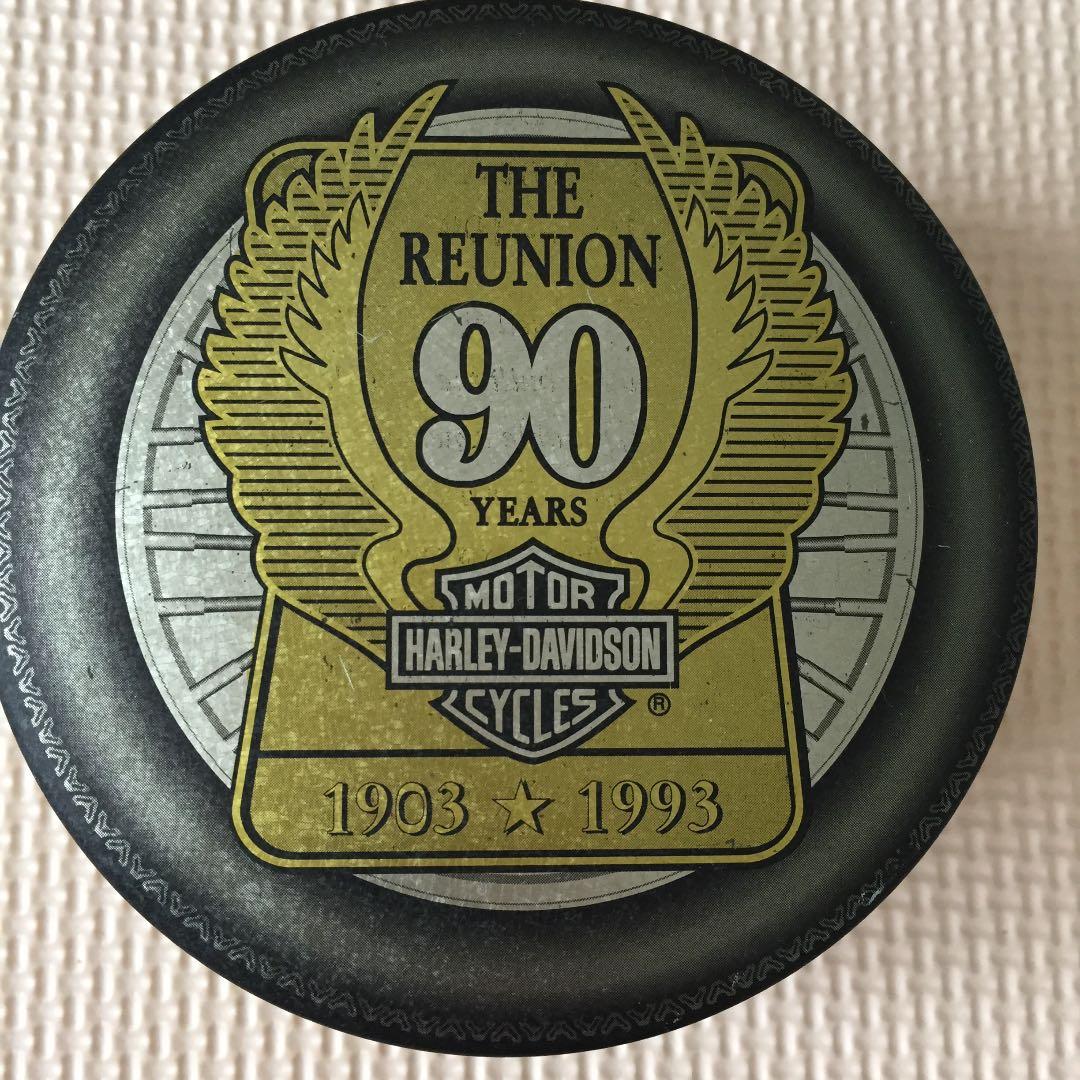 THE
REUNION
90
YEARS
MOTOR
HARLEY-DAVIDSON
CYCLES ®
1903 ☆ 1993